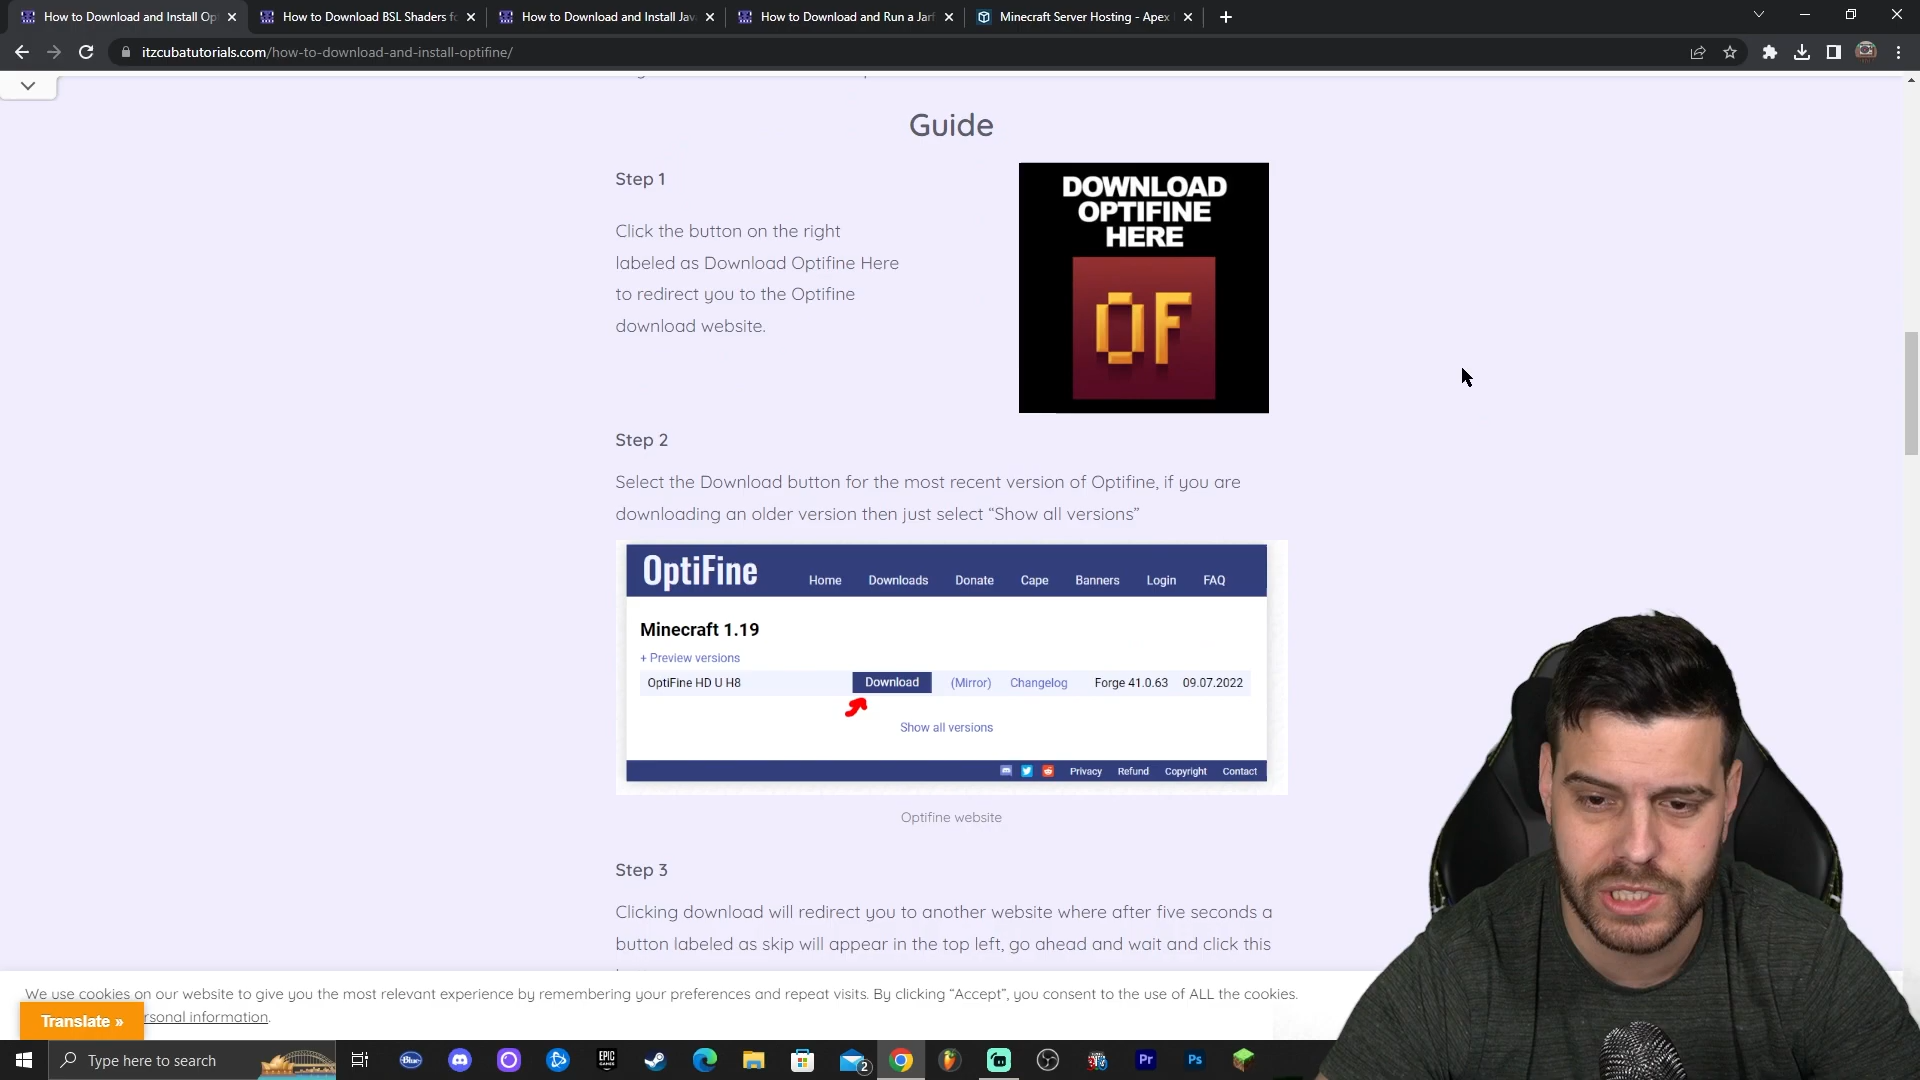 How to Download and Install Op
How to Download BSL Shaders fo
How to Download and Install Jav
How to Download and Run a Jarf
Minecraft Server Hosting - Apex
itzcubatutorials.com/how-to-download-and-install-optifine/
Guide
Step 1
Click the button on the right
labeled as Download Optifine Here
to redirect you to the Optifine
download website.
DOWNLOAD
OPTIFINE
HERE
OF
Step 2
Select the Download button for the most recent version of Optifine, if you are
downloading an older version then just select “Show all versions”
OptiFine
Home Downloads Donate Cape Banners Login FAQ
Minecraft 1.19
+ Preview versions
OptiFine HD U H8 Download (Mirror) Changelog Forge 41.0.63 09.07.2022
Show all versions
Privacy Refund Copyright Contact
Optifine website
Step 3
Clicking download will redirect you to another website where after five seconds a
button labeled as skip will appear in the top left, go ahead and wait and click this
We use cookies on our website to give you the most relevant experience by remembering your preferences and repeat visits. By clicking “Accept”, you consent to the use of ALL the cookies.
rsonal information.
Translate »
Type here to search
Blue
EPIC
GAMES
2
Pr
Ps